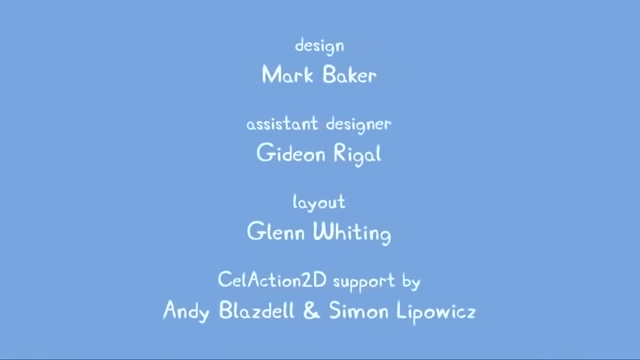 design
Mark Baker
assistant designer
Gideon Rigal
layout
Glenn Whiting
CelAction2D support by
Andy Blazdell & Simon Lipowicz